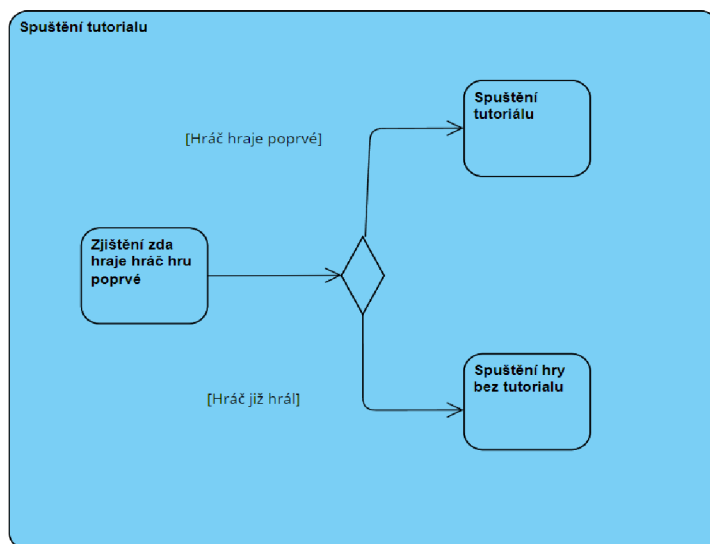 Spuštění tutorialu
Spuštění
tutoriálu
[Hráč hraje poprvé]
Zjištění zda
hraje hráč hru
poprvé
Spuštění hry
bez tutorialu
[Hráč již hrál]